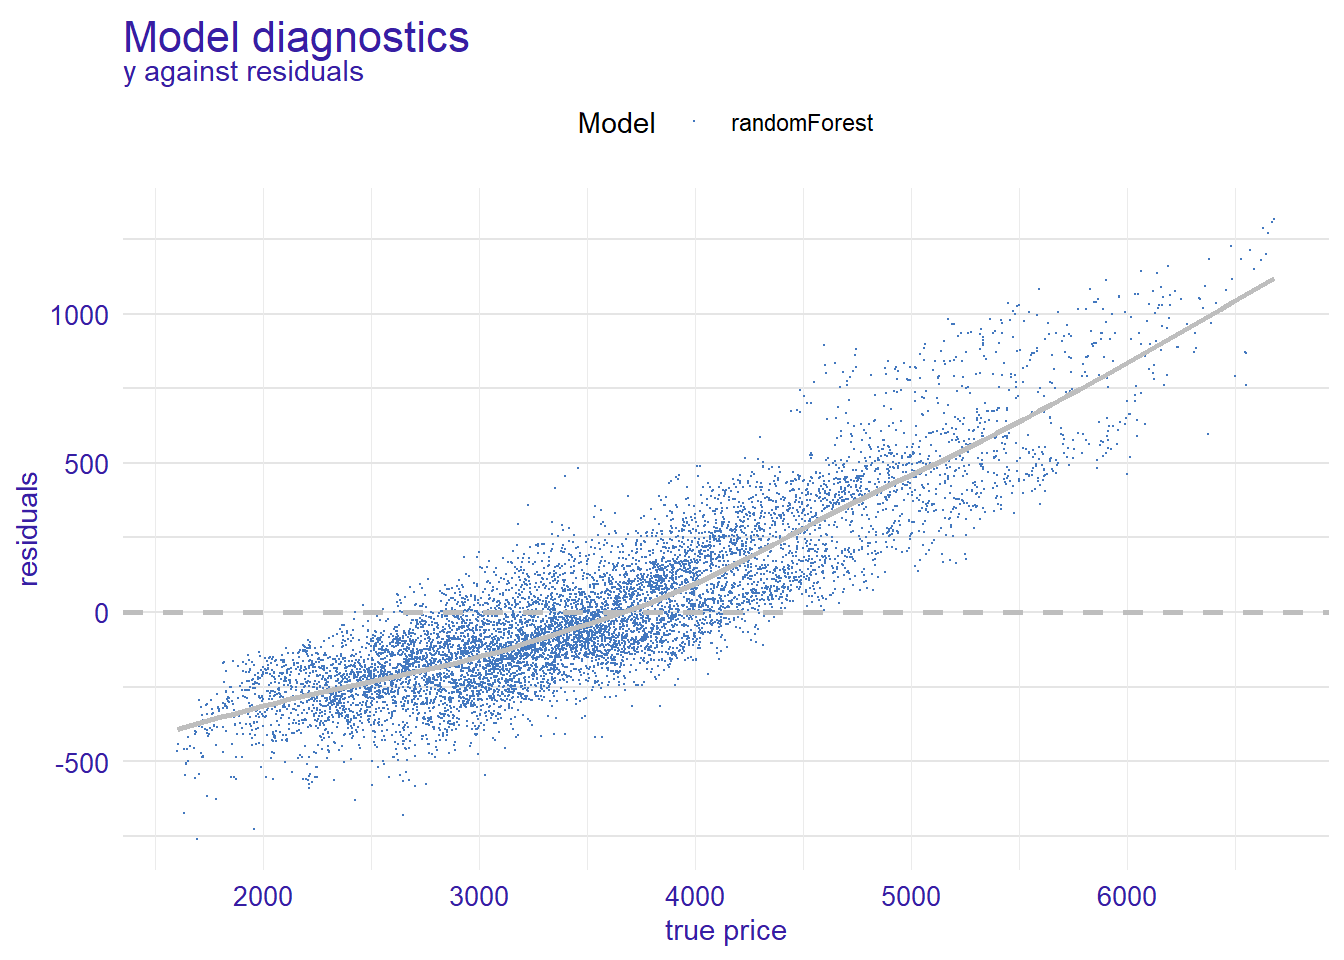 Model diagnostics
y against residuals
Model randomForest
1000
500
0
-500
residuals
2000 3000 4000 5000 6000
true price